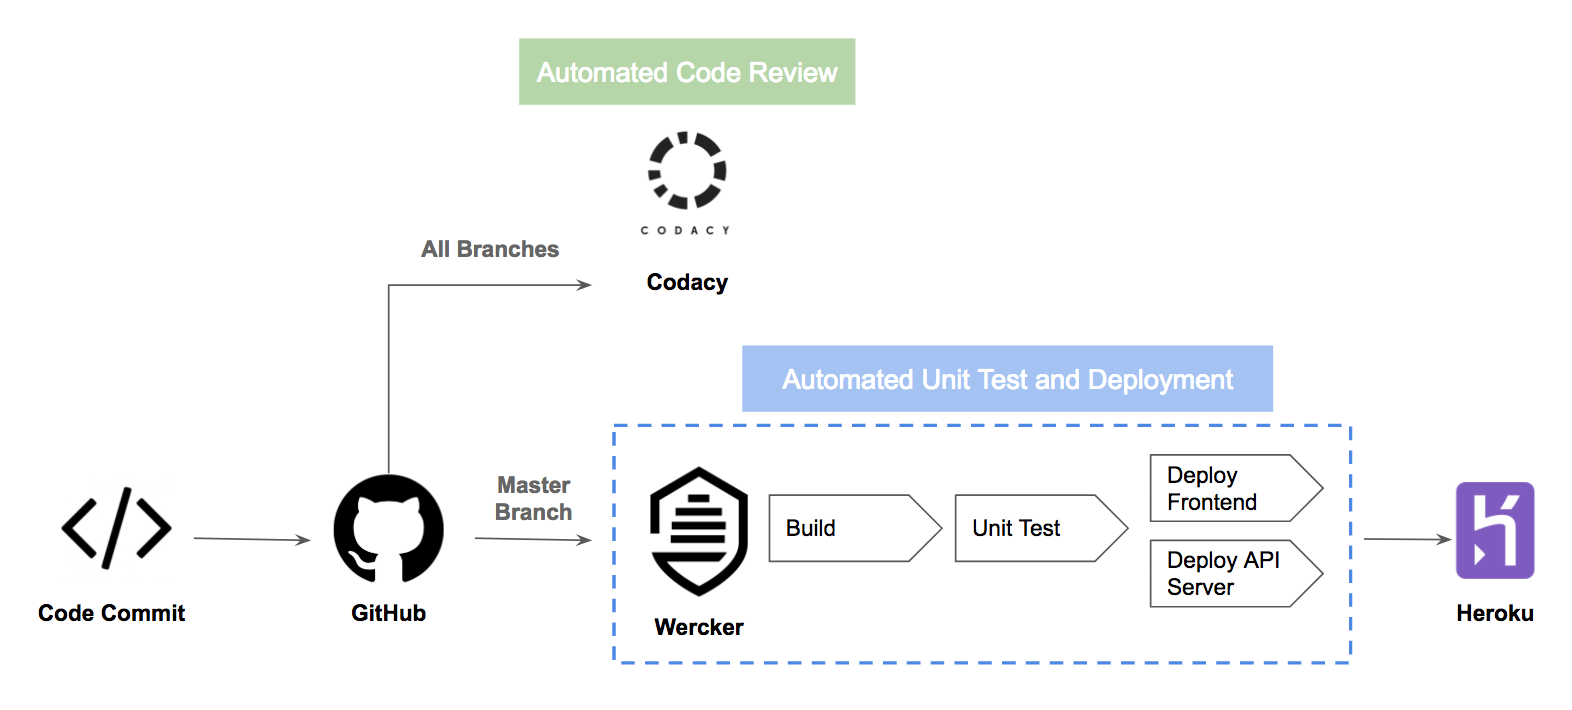 Automated Code Review
CODACY
Codacy
All Branches
Automated Unit Test and Deployment
Master
Branch
Build
Unit Test
Deploy
Frontend
Deploy API
Server
Code Commit
GitHub
Wercker
Heroku